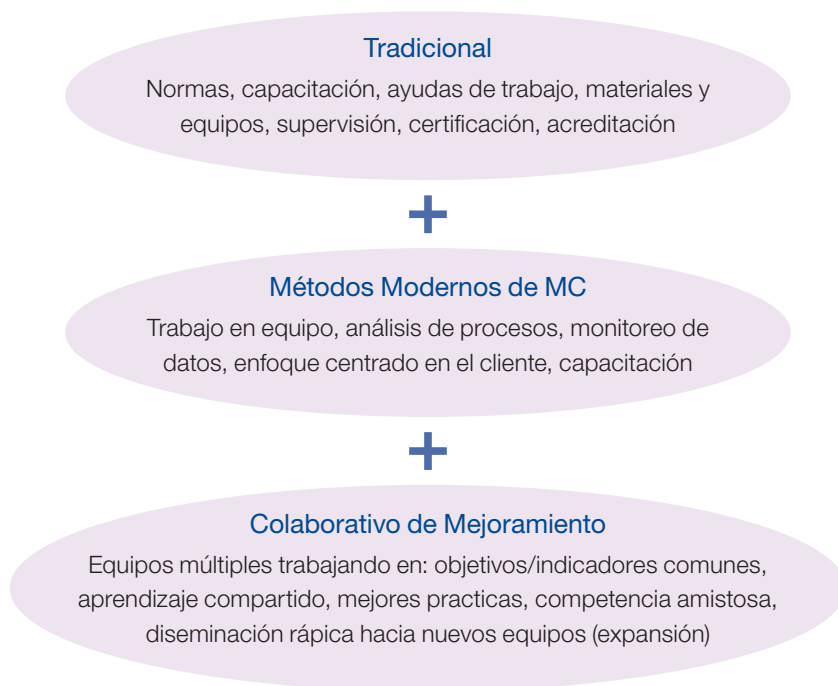 Tradicional
Normas, capacitación, ayudas de trabajo, materiales y
equipos, supervisión, certificación, acreditación
+
Métodos Modernos de MC
Trabajo en equipo, análisis de procesos, monitoreo de
datos, enfoque centrado en el cliente, capacitación
+
Colaborativo de Mejoramiento
Equipos múltiples trabajando en: objetivos/indicadores comunes,
aprendizaje compartido, mejores practicas, competencia amistosa,
diseminación rápica hacia nuevos equipos (expansión)